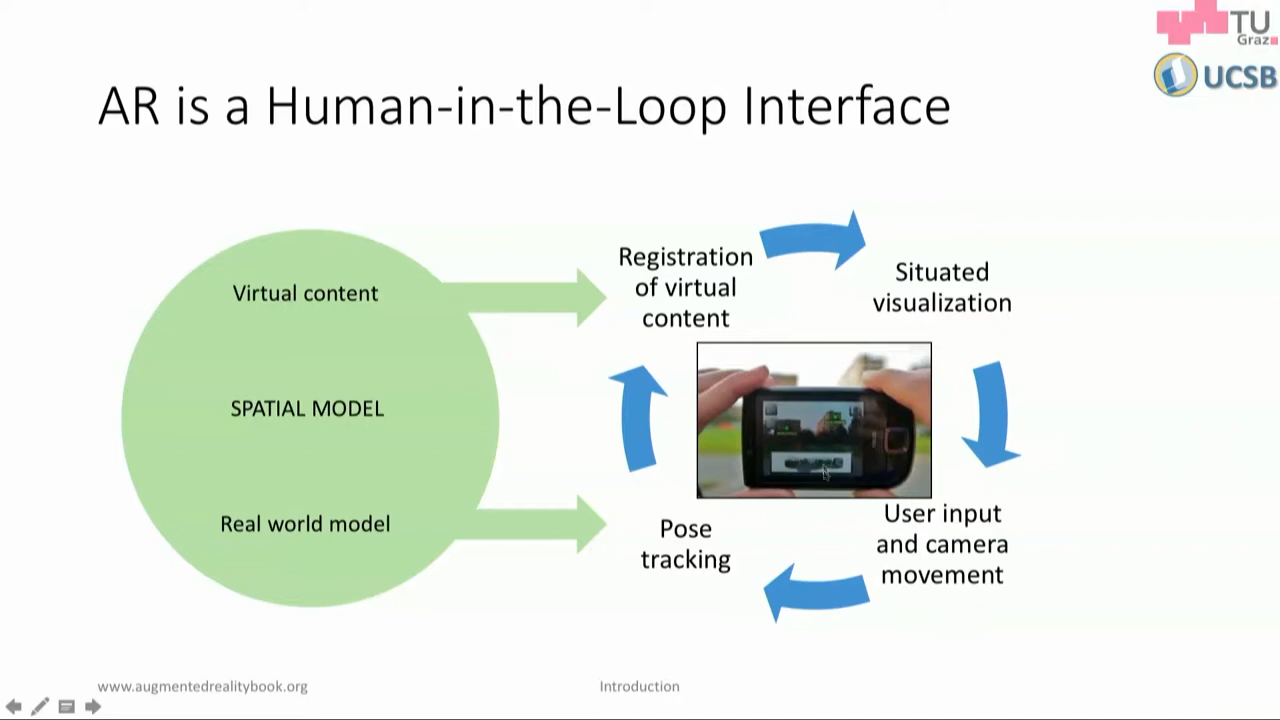 TU
Graz
UCSB
AR is a Human-in-the-Loop Interface
Virtual content
SPATIAL MODEL
Real world model
Registration
of virtual
content
Situated
visualization
User input
and camera
movement
Pose
tracking
www.augmentedrealitybook.org
Introduction